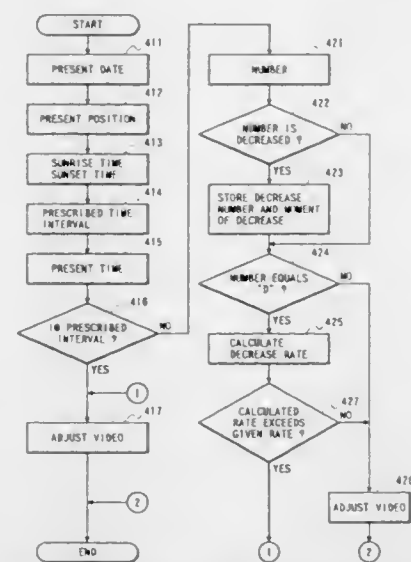 START
411
PRESENT DATE
412
PRESENT POSITION
413
SUNRISE TIME
SUNSET TIME
414
PRESCRIBED TIME
INTERVAL
415
PRESENT TIME
416
IN PRESCRIBED
INTERVAL ?
NO
YES
1
417
ADJUST VIDEO
2
END
421
NUMBER
422
NUMBER IS
DECREASED ?
NO
YES
423
STORE DECREASE
NUMBER AND MOMENT
OF DECREASE
424
NUMBER EQUALS
"D" ?
NO
YES
425
CALCULATE
DECREASE RATE
427
CALCULATED
RATE EXCEEDS
GIVEN RATE ?
NO
YES
ADJUST VIDEO
1
2